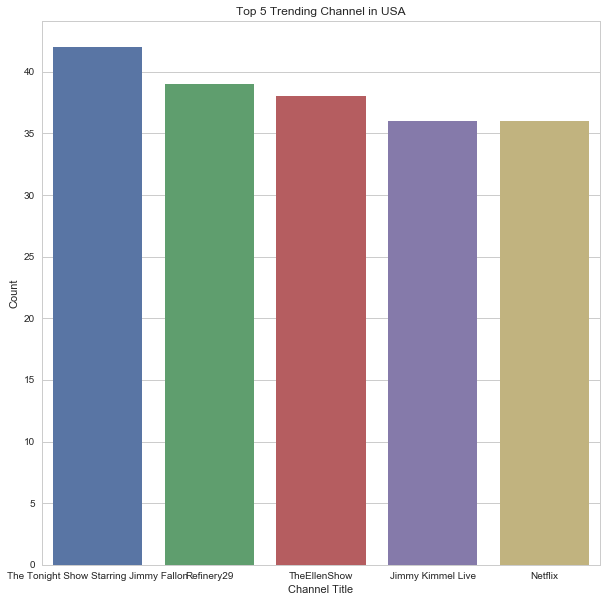 Top 5 Trending Channel in USA
40
35
30
25
20
15
10
5
0
Count
The Tonight Show Starring Jimmy Fallon Refinery29 TheEllenShow Jimmy Kimmel Live Netflix
Channel Title